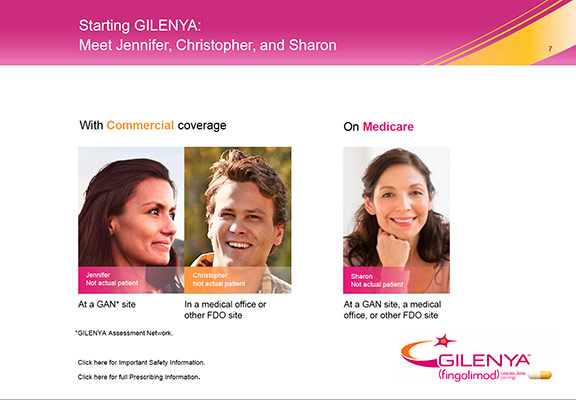 Starting GILENYA:
Meet Jennifer, Christopher, and Sharon
7
With Commercial coverage
On Medicare
Jennifer
Not actual patient
Christopher
Not actual patient
Sharon
Not actual patient
At a GAN* site
In a medical office or
other FDO site
At a GAN site, a medical
office, or other FDO site
*GILENYA Assessment Network.
Click here for Important Safety Information.
Click here for full Prescribing Information.
GILENYA
(fingolimod) capsules